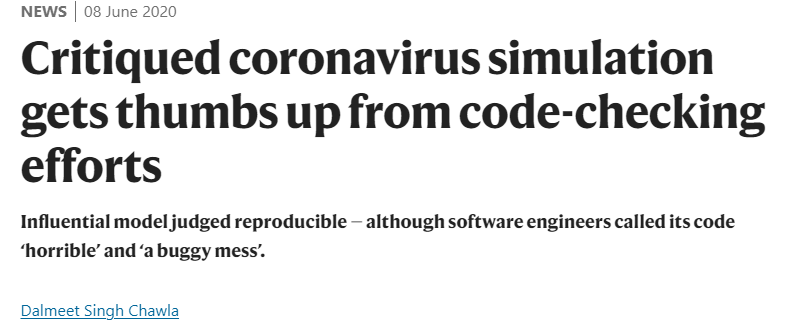 NEWS | 08 June 2020
Critiqued coronavirus simulation
gets thumbs up from code-checking
efforts
Influential model judged reproducible — although software engineers called its code
‘horrible’ and ‘a buggy mess’.
Dalmeet Singh Chawla